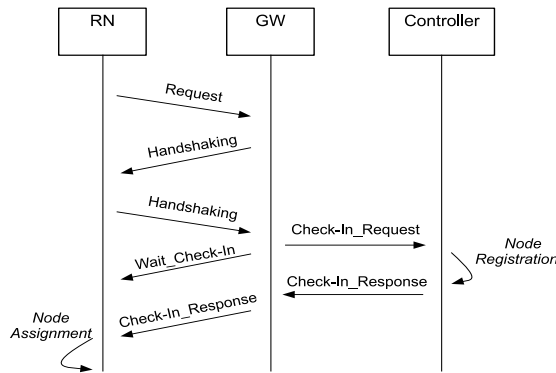 RN
GW
Controller
Request
Handshaking
Handshaking
Check-In_Request
Wait_Check-In
Node
Registration
Check-In_Response
Check-In_Response
Node
Assignment